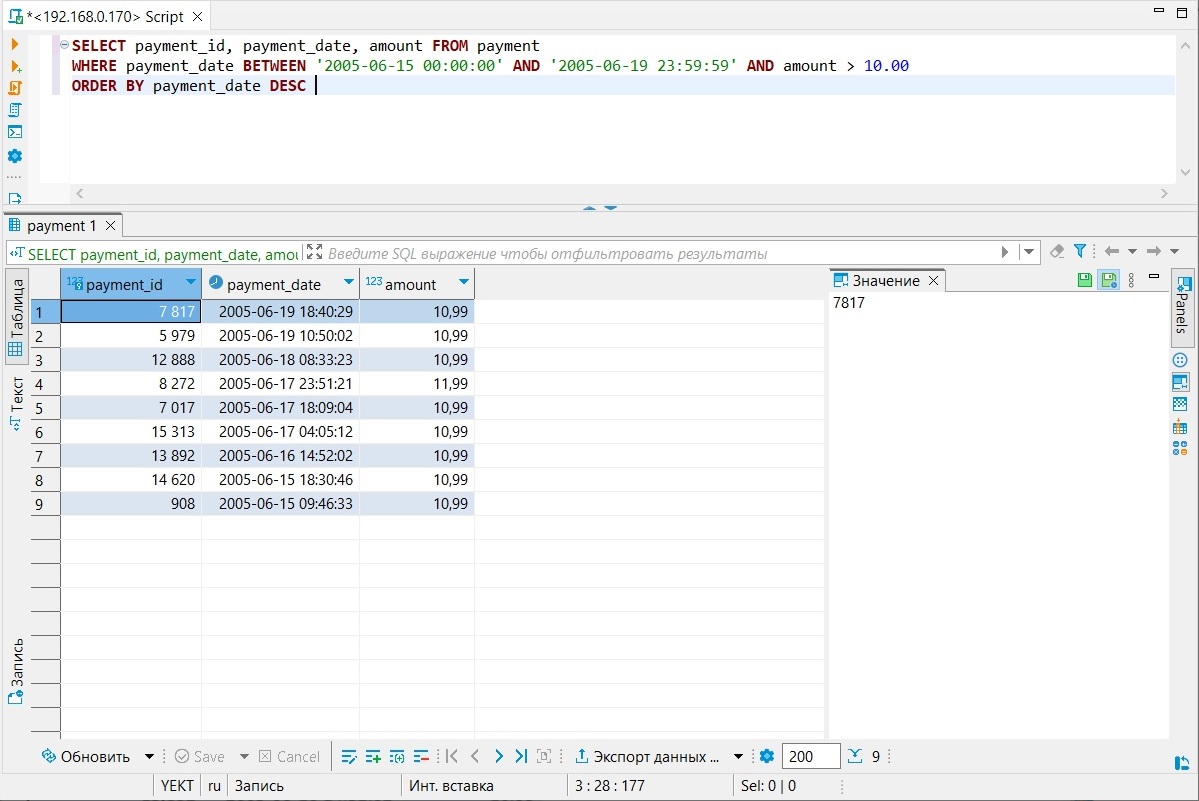 *<192.168.0.170> Script
SELECT payment_id, payment_date, amount FROM payment
WHERE payment_date BETWEEN '2005-06-15 00:00:00' AND '2005-06-19 23:59:59' AND amount > 10.00
ORDER BY payment_date DESC
payment 1
SELECT payment_id, payment_date, amou Введите SQL выражение чтобы отфильтровать результаты
Таблица
Текст
Запись
123 payment_id payment_date 123 amount
1 7 817 2005-06-19 18:40:29 10,99
2 5 979 2005-06-19 10:50:02 10,99
3 12 888 2005-06-18 08:33:23 10,99
4 8 272 2005-06-17 23:51:21 11,99
5 7 017 2005-06-17 18:09:04 10,99
6 15 313 2005-06-17 04:05:12 10,99
7 13 892 2005-06-16 14:52:02 10,99
8 14 620 2005-06-15 18:30:46 10,99
9 908 2005-06-15 09:46:33 10,99
Значение
7817
Panels
Обновить Save Cancel Экспорт данных ... 200 9
YEKT ru Запись Инт. вставка 3 : 28 : 177 Sel: 0 | 0